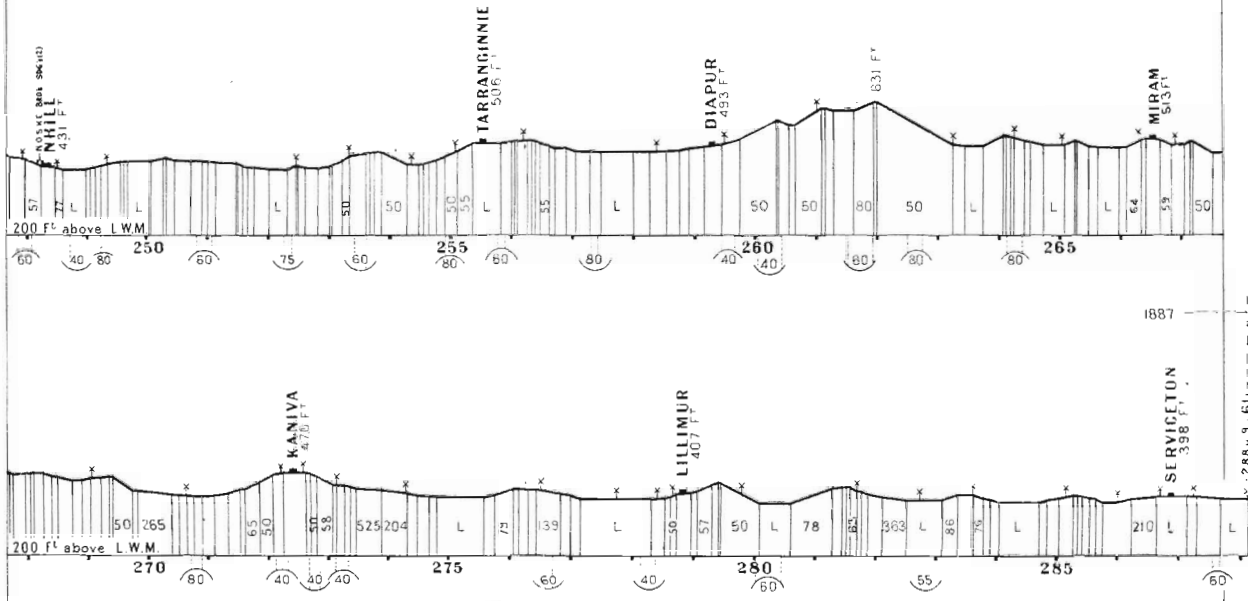 NHILL
431 FT
TARRANGINNIE
506 FT
DIAPUR
493 FT
631 FT
MIRAM
513 FT
57 77 L L L 50 50 50 55 L 55 L 50 50 80 50 L L L 64 59 50
200 Ft above L.W.M.
250 255 260 265
60 40 80 60 75 60 80 60 80 40 40 60 80 80
1887
KANIVA
LILLIMUR
407 FT
SERVICETON
398 FT
50 265 65 50 50 58 525 204 L 139 L 50 57 50 L 78 363 L 86 75 L 210 L L
200 Ft above L.W.M.
270 275 280 285
80 40 40 40 60 40 60 55 60